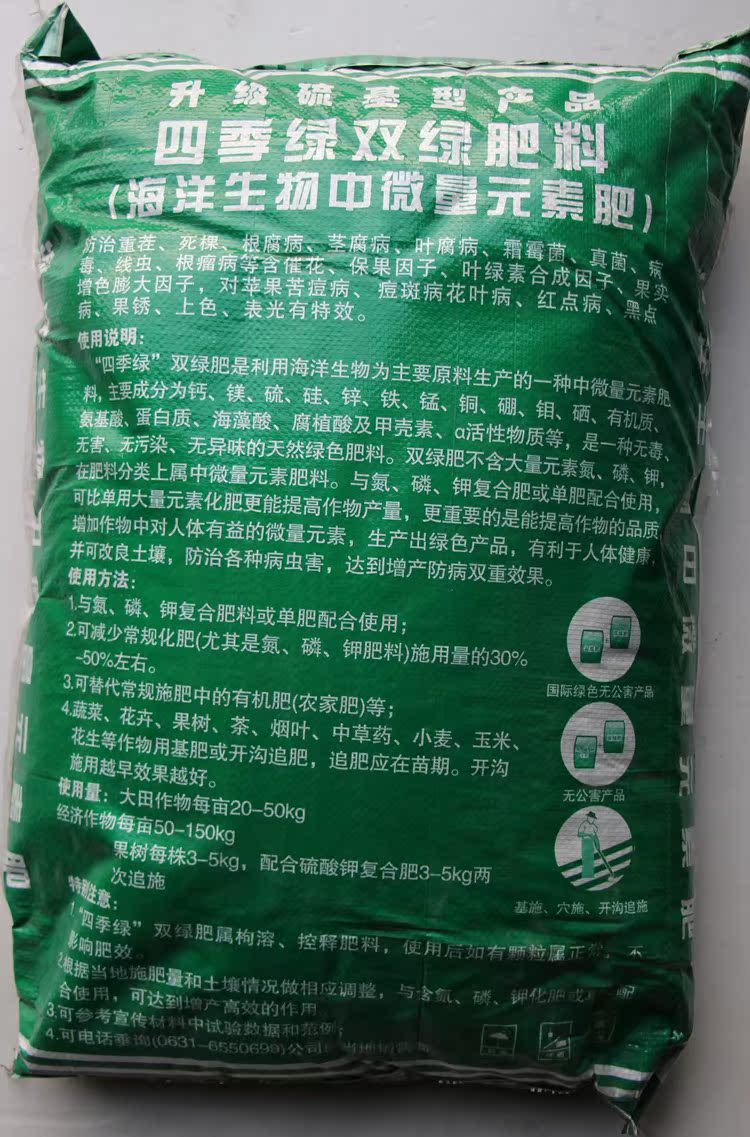 升级硫基型产品
四季绿双绿肥料
(海洋生物中微量元素肥)
防治重茬、死棵、根腐病、茎腐病、叶腐病、霜霉菌、真菌、病
毒、线虫、根瘤病等含催花、保果因子、叶绿素合成因子、果实
增色膨大因子，对苹果苦痘病、痘斑病花叶病、红点病、黑点
病、果锈、上色、表光有特效。
使用说明：
“四季绿”双绿肥是利用海洋生物为主要原料生产的一种中微量元素肥
料，主要成分为钙、镁、硫、硅、锌、铁、锰、铜、硼、钼、硒、有机质、
氨基酸、蛋白质、海藻酸、腐植酸及甲壳素、α活性物质等，是一种无毒、
无害、无污染、无异味的天然绿色肥料。双绿肥不含大量元素氮、磷、钾，
在肥料分类上属中微量元素肥料。与氮、磷、钾复合肥或单肥配合使用，
可比单用大量元素化肥更能提高作物产量，更重要的是能提高作物的品质
增加作物中对人体有益的微量元素，生产出绿色产品，有利于人体健康，
并可改良土壤，防治各种病虫害，达到增产防病双重效果。
使用方法：
1.与氮、磷、钾复合肥料或单肥配合使用；
2.可减少常规化肥(尤其是氮、磷、钾肥料)施用量的30%
-50%左右。
3.可替代常规施肥中的有机肥(农家肥)等；
4.蔬菜、花卉、果树、茶、烟叶、中草药、小麦、玉米、
花生等作物用基肥或开沟追肥，追肥应在苗期。开沟
施用越早效果越好。
国际绿色无公害产品
无公害产品
基施、穴施、开沟追施
使用量：大田作物每亩20-50kg
经济作物每亩50-150kg
果树每株3-5kg，配合硫酸钾复合肥3-5kg两
次追施
特别注意：
1.“四季绿”双绿肥属枸溶、控释肥料，使用后如有颗粒属正常，不
影响肥效。
2.根据当地施肥量和土壤情况做相应调整，与含氮、磷、钾化肥或
合使用，可达到增产高效的作用
3.可参考宣传材料中试验数据和范例；
4.可电话垂询(0631-6550699)公司 当地销售